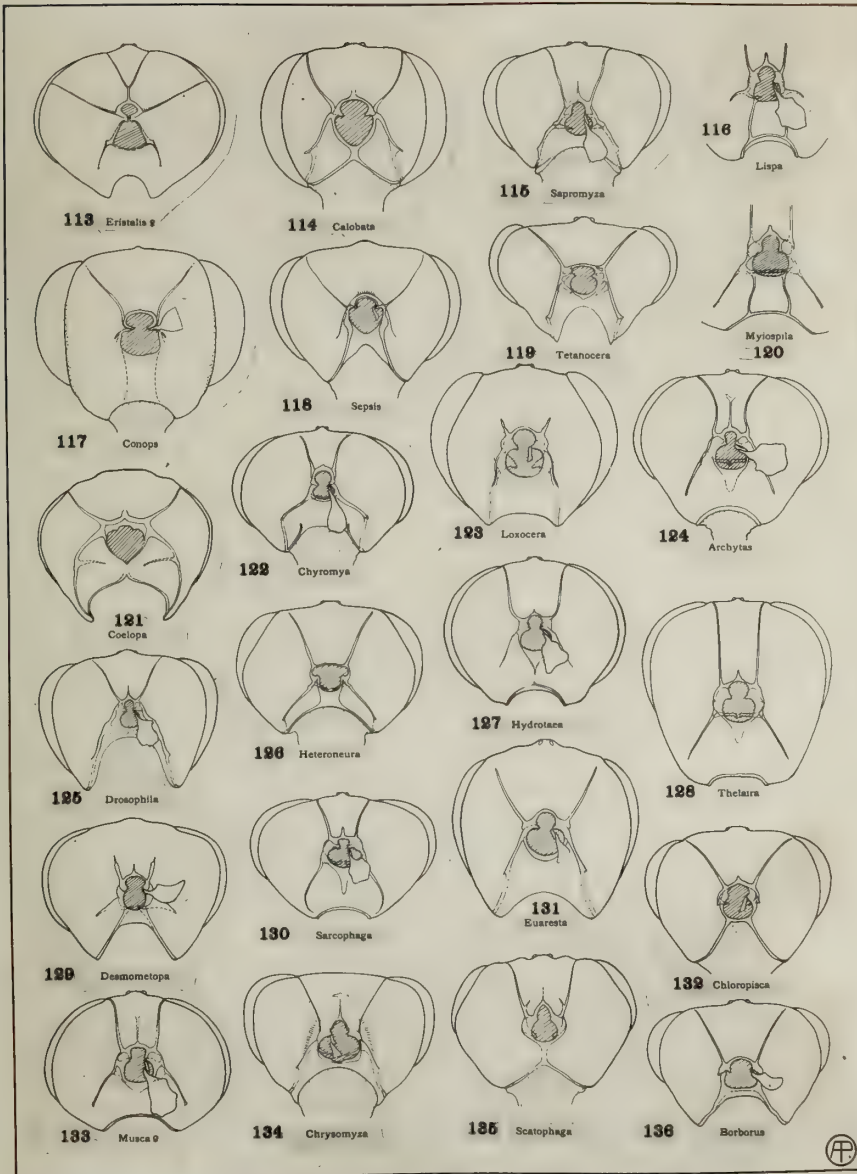 113 Eristalis ♀
114 Calobata
115 Sapromyza
116
Lispa
117 Conops
118 Sepsis
119 Tetanocera
Myiospila
120
121
Coelopa
122 Chyromya
123 Loxocera
124 Archytas
125 Drosophila
126 Heteroneura
127 Hydrotaea
128 Thelaira
129 Desmometopa
130 Sarcophaga
131
Euaresta
132 Chloropisca
133 Musca ♀
134 Chrysomyza
135 Scatophaga
136 Borborus
AP.